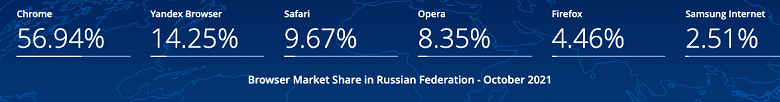 Chrome Yandex Browser Safari Opera Firefox Samsung Internet
56.94% 14.25% 9.67% 8.35% 4.46% 2.51%
Browser Market Share in Russian Federation - October 2021